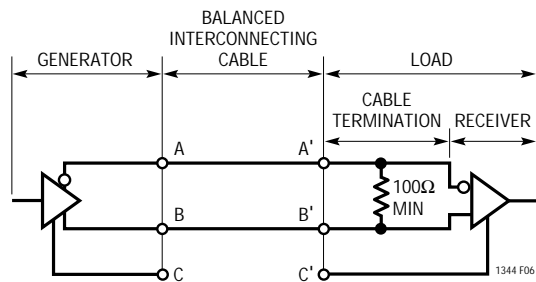 BALANCED
INTERCONNECTING
CABLE
GENERATOR
LOAD
CABLE
TERMINATION
RECEIVER
A
A'
100Ω
MIN
B
B'
C
C'
1344 F06